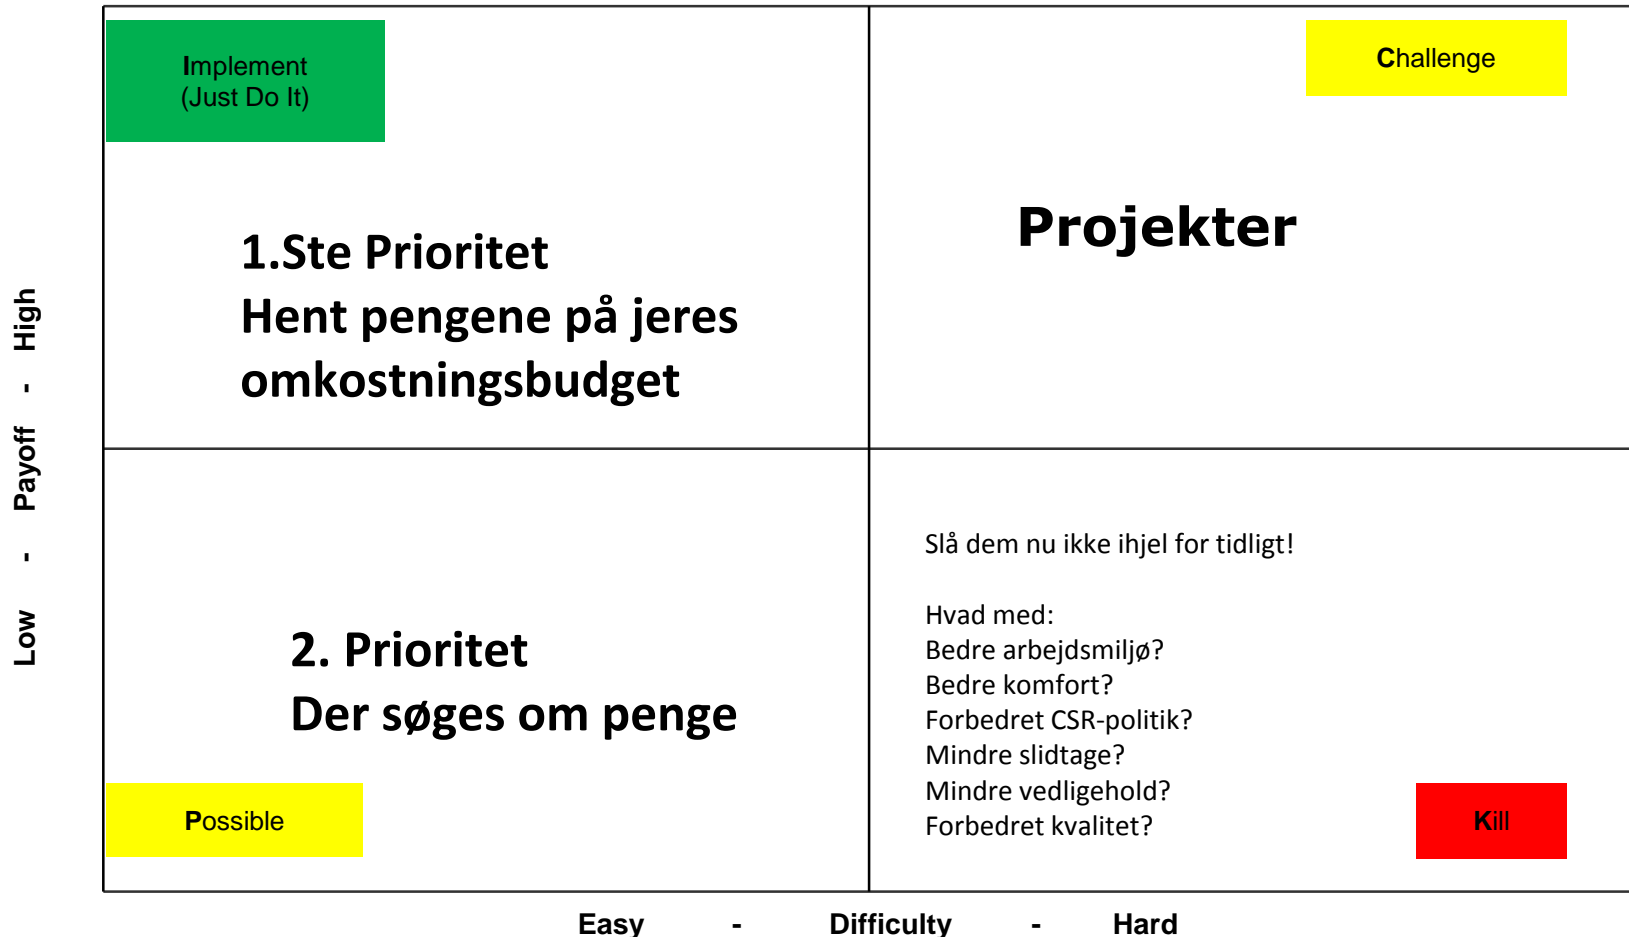 Implement
(Just Do It)
Challenge
1.Ste Prioritet
Hent pengene på jeres
omkostningsbudget
Projekter
Low - Payoff - High
2. Prioritet
Der søges om penge
Possible
Slå dem nu ikke ihjel for tidligt!
Hvad med:
Bedre arbejdsmiljø?
Bedre komfort?
Forbedret CSR-politik?
Mindre slidtage?
Mindre vedligehold?
Forbedret kvalitet?
Kill
Easy - Difficulty - Hard